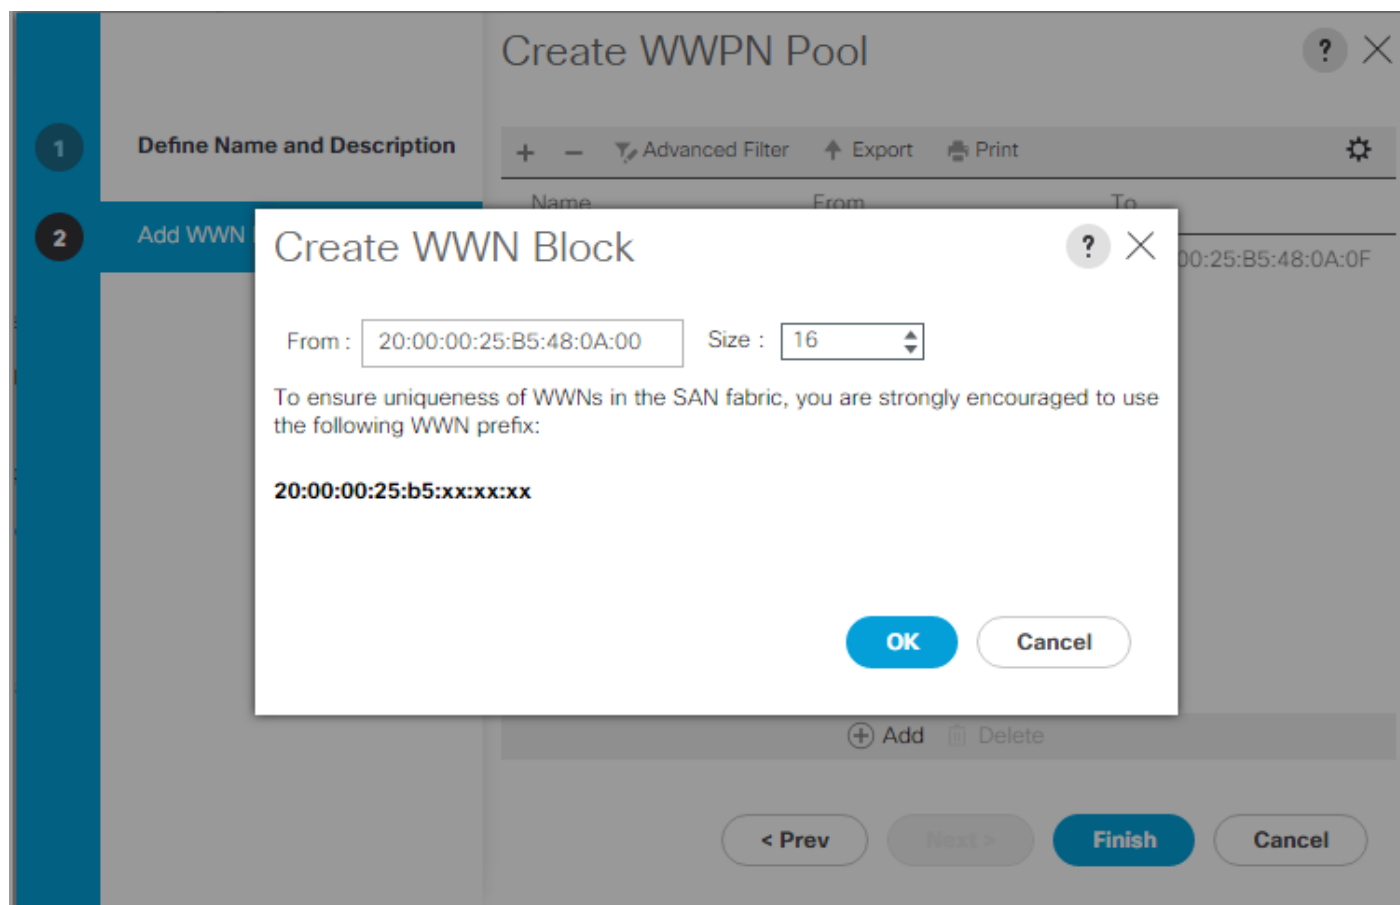 Create WWPN Pool
?
1
Define Name and Description
+ − Advanced Filter Export Print
Name From To
2
Add WWN
00:25:B5:48:0A:0F
Create WWN Block
?
From : 20:00:00:25:B5:48:0A:00 Size : 16
To ensure uniqueness of WWNs in the SAN fabric, you are strongly encouraged to use
the following WWN prefix:
20:00:00:25:b5:xx:xx:xx
OK Cancel
Add Delete
< Prev Next > Finish Cancel